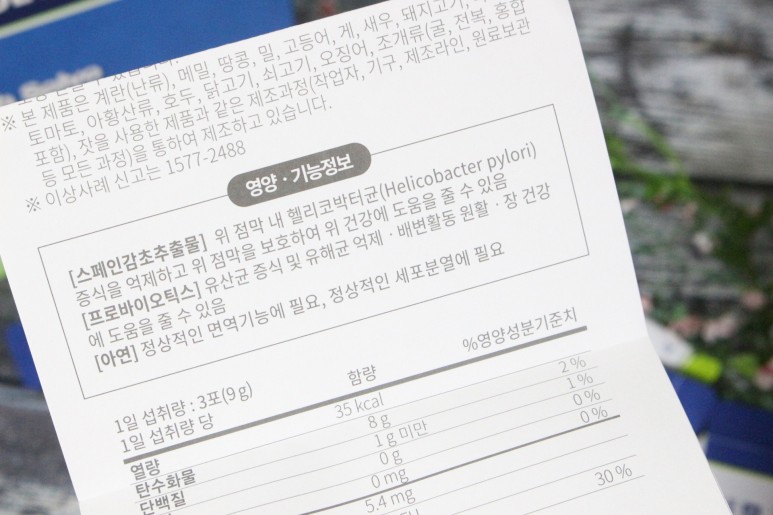 ※ 본 제품은 계란(난류), 메밀, 땅콩, 밀, 고등어, 게, 새우, 돼지고기,
토마토, 아황산류, 호두, 닭고기, 쇠고기, 오징어, 조개류(굴, 전복, 홍합
포함), 잣을 사용한 제품과 같은 제조과정(작업자, 기구, 제조라인, 원료보관
등 모든 과정)을 통하여 제조하고 있습니다.
※ 이상사례 신고는 1577-2488
영양 · 기능정보
[스페인감초추출물] 위 점막 내 헬리코박터균(Helicobacter pylori)
증식을 억제하고 위 점막을 보호하여 위 건강에 도움을 줄 수 있음
[프로바이오틱스] 유산균 증식 및 유해균 억제 · 배변활동 원활 · 장 건강
에 도움을 줄 수 있음
[아연] 정상적인 면역기능에 필요, 정상적인 세포분열에 필요
1일 섭취량 : 3포(9 g)
1일 섭취량 당 함량 %영양성분기준치
열량 35 kcal
탄수화물 8 g 2 %
단백질 1 g 미만 1 %
0 g 0 %
0 mg 0 %
5.4 mg
30 %